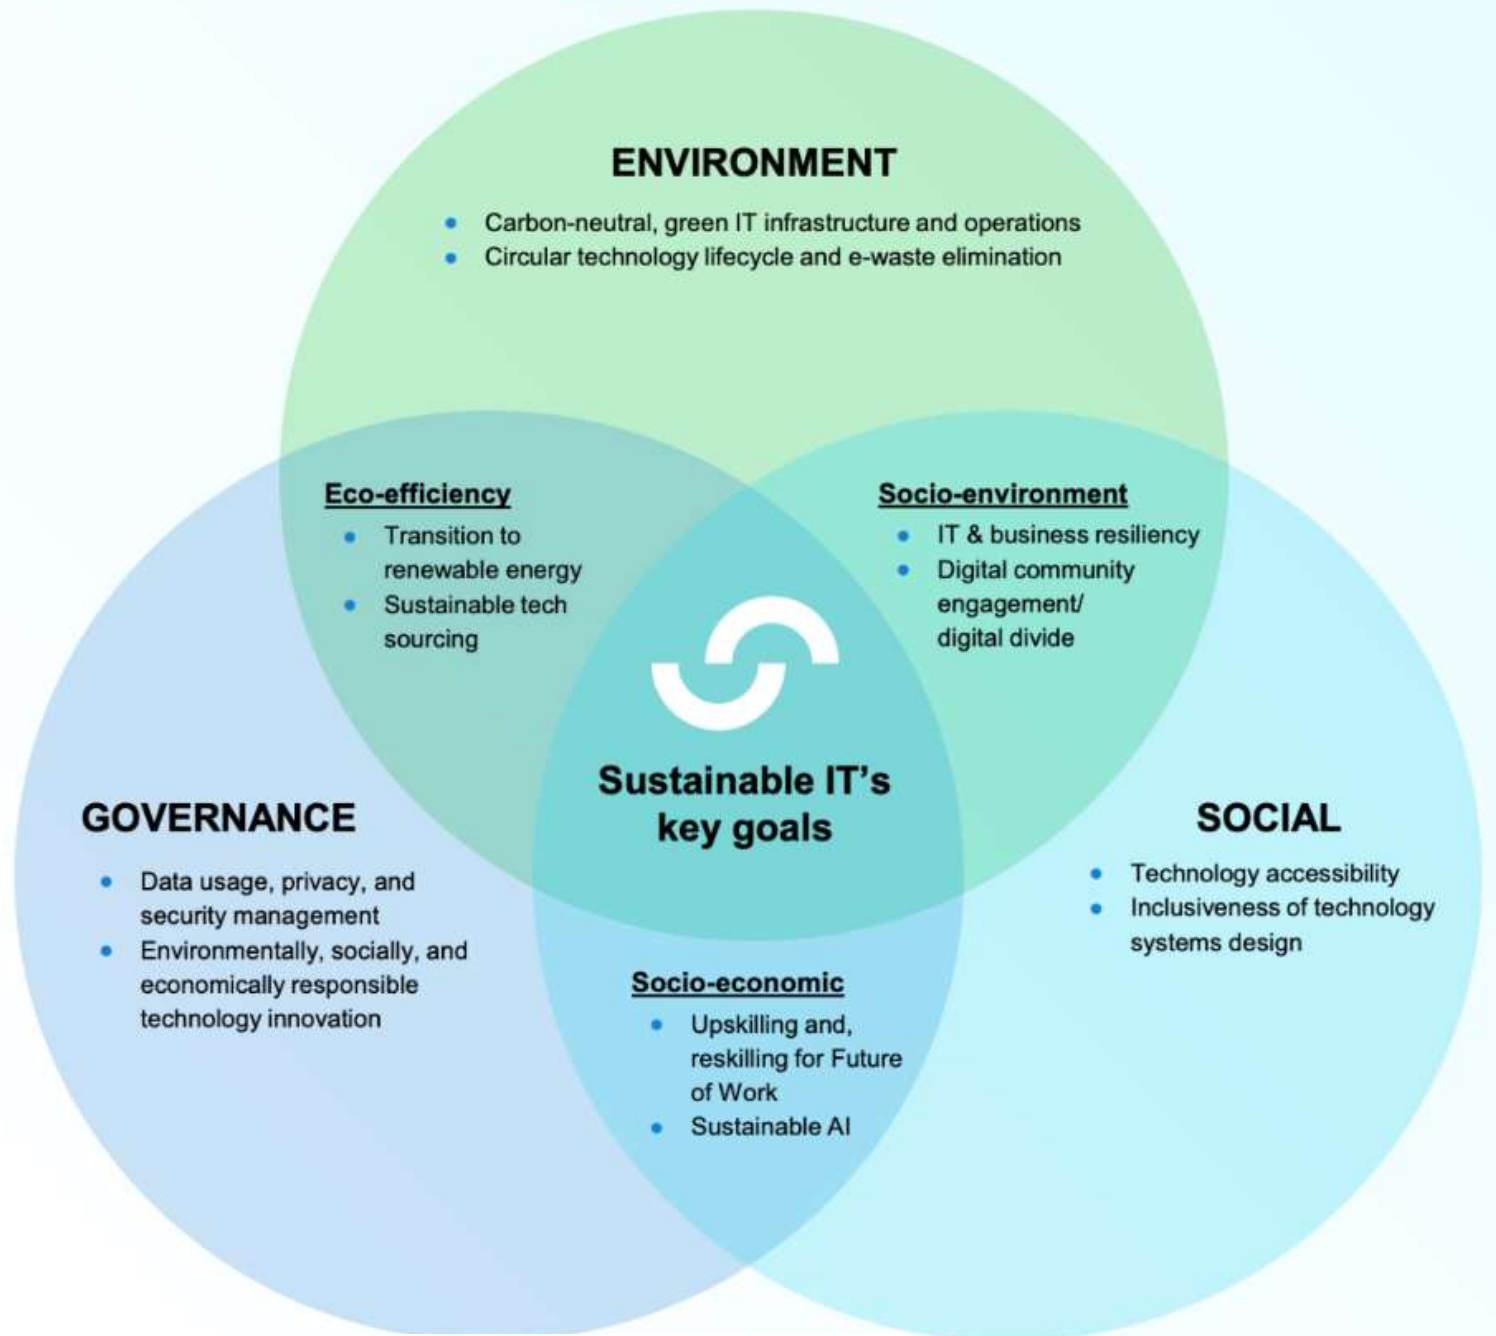 ENVIRONMENT
Carbon-neutral, green IT infrastructure and operations
Circular technology lifecycle and e-waste elimination
Eco-efficiency
Transition to
renewable energy
Sustainable tech
sourcing
Socio-environment
IT & business resiliency
Digital community
engagement/
digital divide
Sustainable IT's
key goals
GOVERNANCE
Data usage, privacy, and
security management
Environmentally, socially, and
economically responsible
technology innovation
SOCIAL
Technology accessibility
Inclusiveness of technology
systems design
Socio-economic
Upskilling and,
reskilling for Future
of Work
Sustainable AI